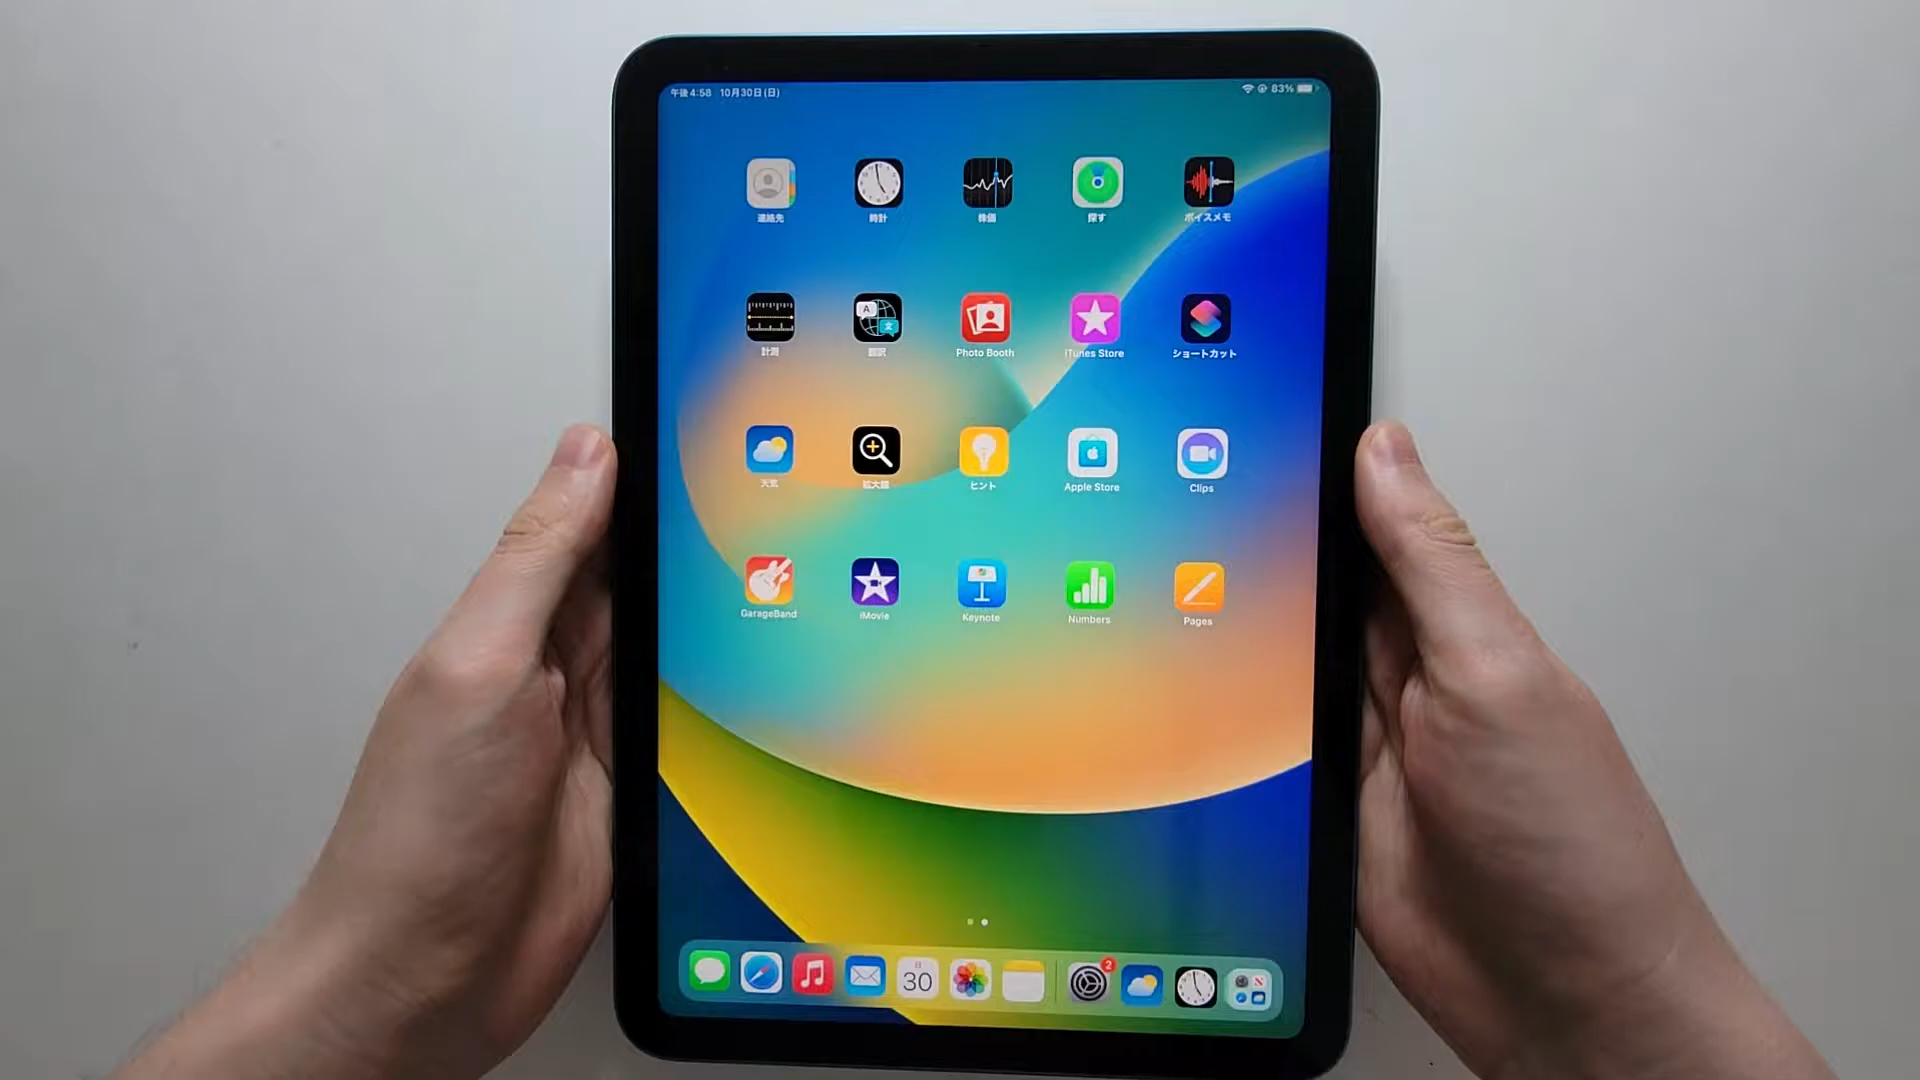 午後4:58 10月30日(日)
83%
連絡先 時計 株価 探す ボイスメモ
計測 翻訳 Photo Booth iTunes Store ショートカット
天気 拡大鏡 ヒント Apple Store Clips
GarageBand iMovie Keynote Numbers Pages
日
30
2